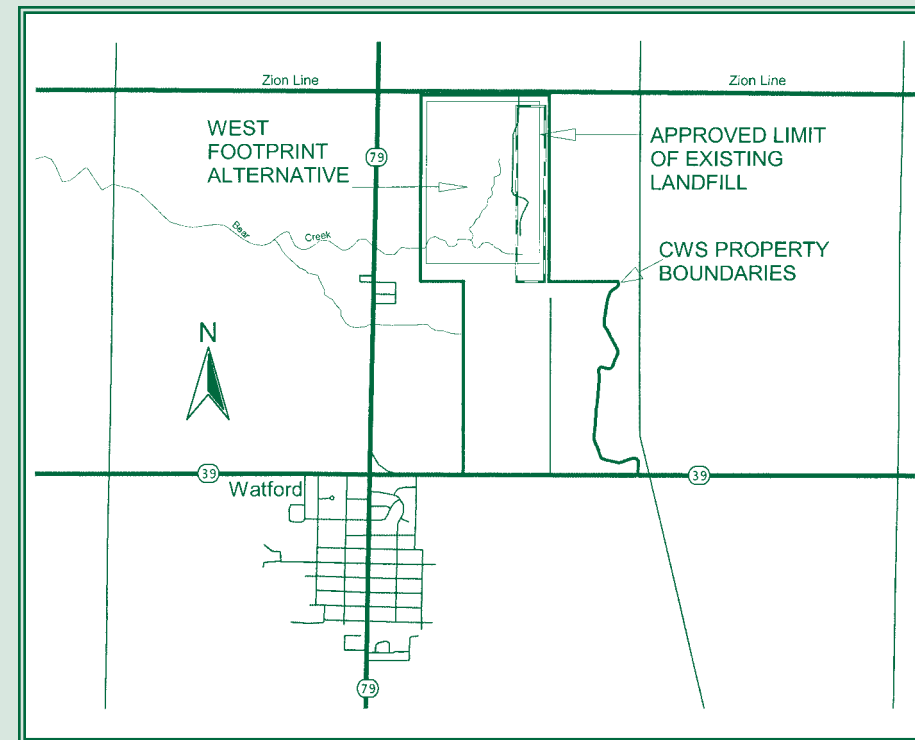 Zion Line
Zion Line
WEST
FOOTPRINT
ALTERNATIVE
79
APPROVED LIMIT
OF EXISTING
LANDFILL
Bear
Creek
CWS PROPERTY
BOUNDARIES
N
39
39
Watford
79